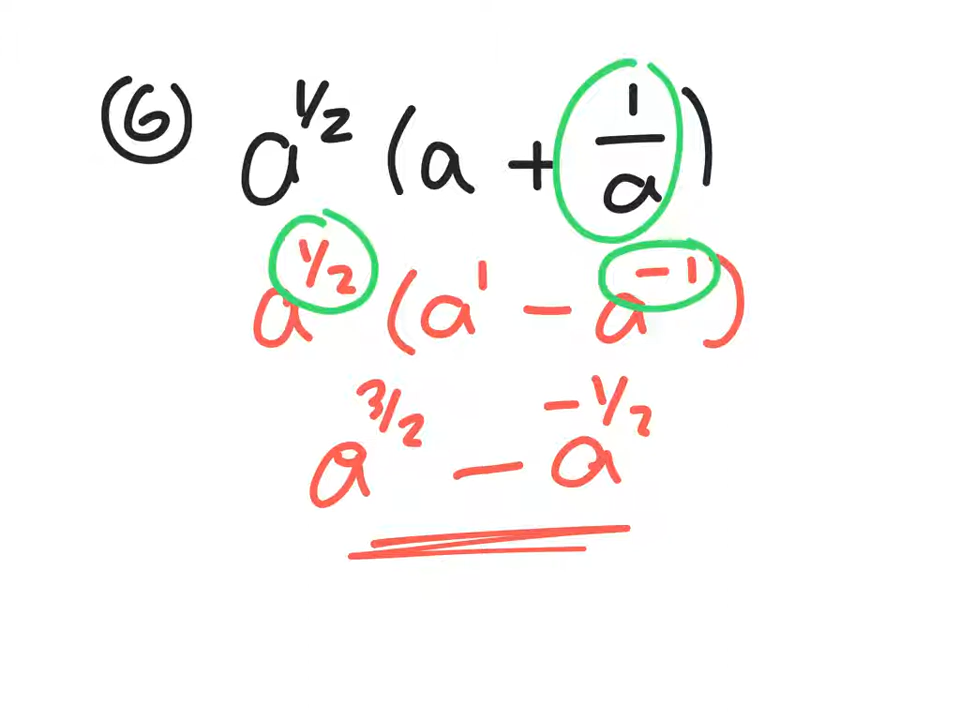 (6) a^1/2 (a + 1/a)
a^1/2 (a^1 - a^-1)
a^3/2 - a^-1/2